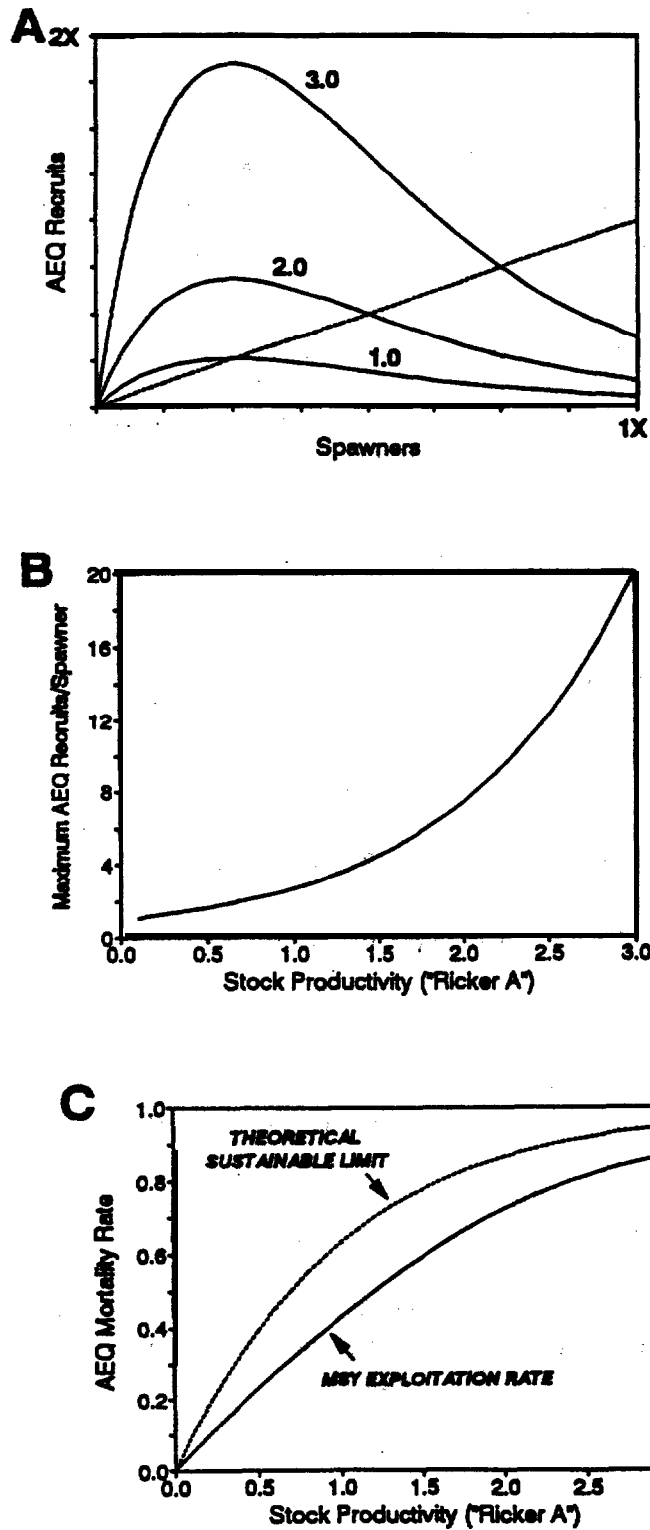 A
2X
3.0
AEQ Recruits
2.0
1.0
1X
Spawners
B
20
16
12
8
4
0
Maximum AEQ Recruits/Spawner
0.0 0.5 1.0 1.5 2.0 2.5 3.0
Stock Productivity ("Ricker A")
C
1.0
0.8
0.6
0.4
0.2
0.0
AEQ Mortality Rate
THEORETICAL
SUSTAINABLE LIMIT
MSY EXPLOITATION RATE
0.0 0.5 1.0 1.5 2.0 2.5
Stock Productivity ("Ricker A")